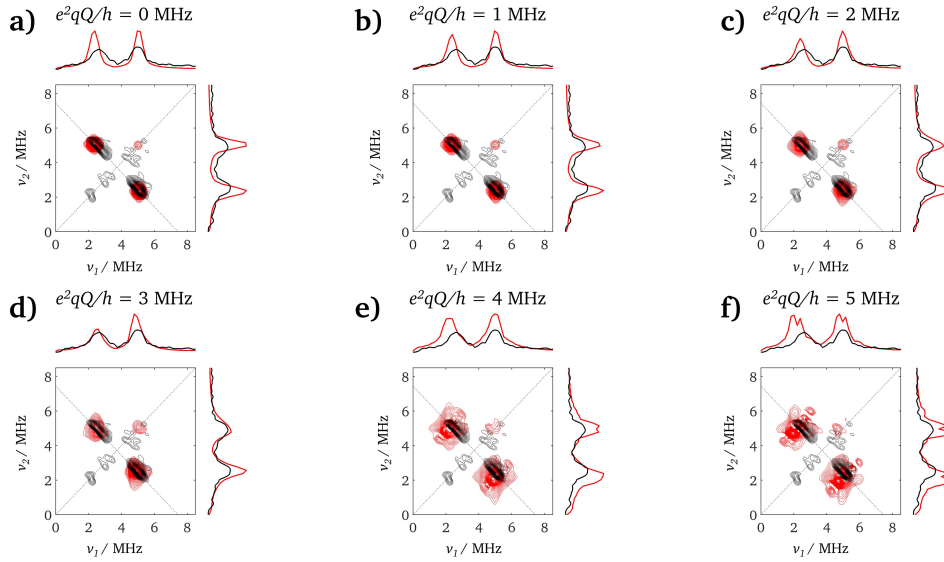 a) e²qQ/h = 0 MHz
8
6
4
2
0
ν₂ / MHz
0 2 4 6 8
ν₁ / MHz
b) e²qQ/h = 1 MHz
8
6
4
2
0
ν₂ / MHz
0 2 4 6 8
ν₁ / MHz
c) e²qQ/h = 2 MHz
8
6
4
2
0
ν₂ / MHz
0 2 4 6 8
ν₁ / MHz
d) e²qQ/h = 3 MHz
8
6
4
2
0
ν₂ / MHz
0 2 4 6 8
ν₁ / MHz
e) e²qQ/h = 4 MHz
8
6
4
2
0
ν₂ / MHz
0 2 4 6 8
ν₁ / MHz
f) e²qQ/h = 5 MHz
8
6
4
2
0
ν₂ / MHz
0 2 4 6 8
ν₁ / MHz